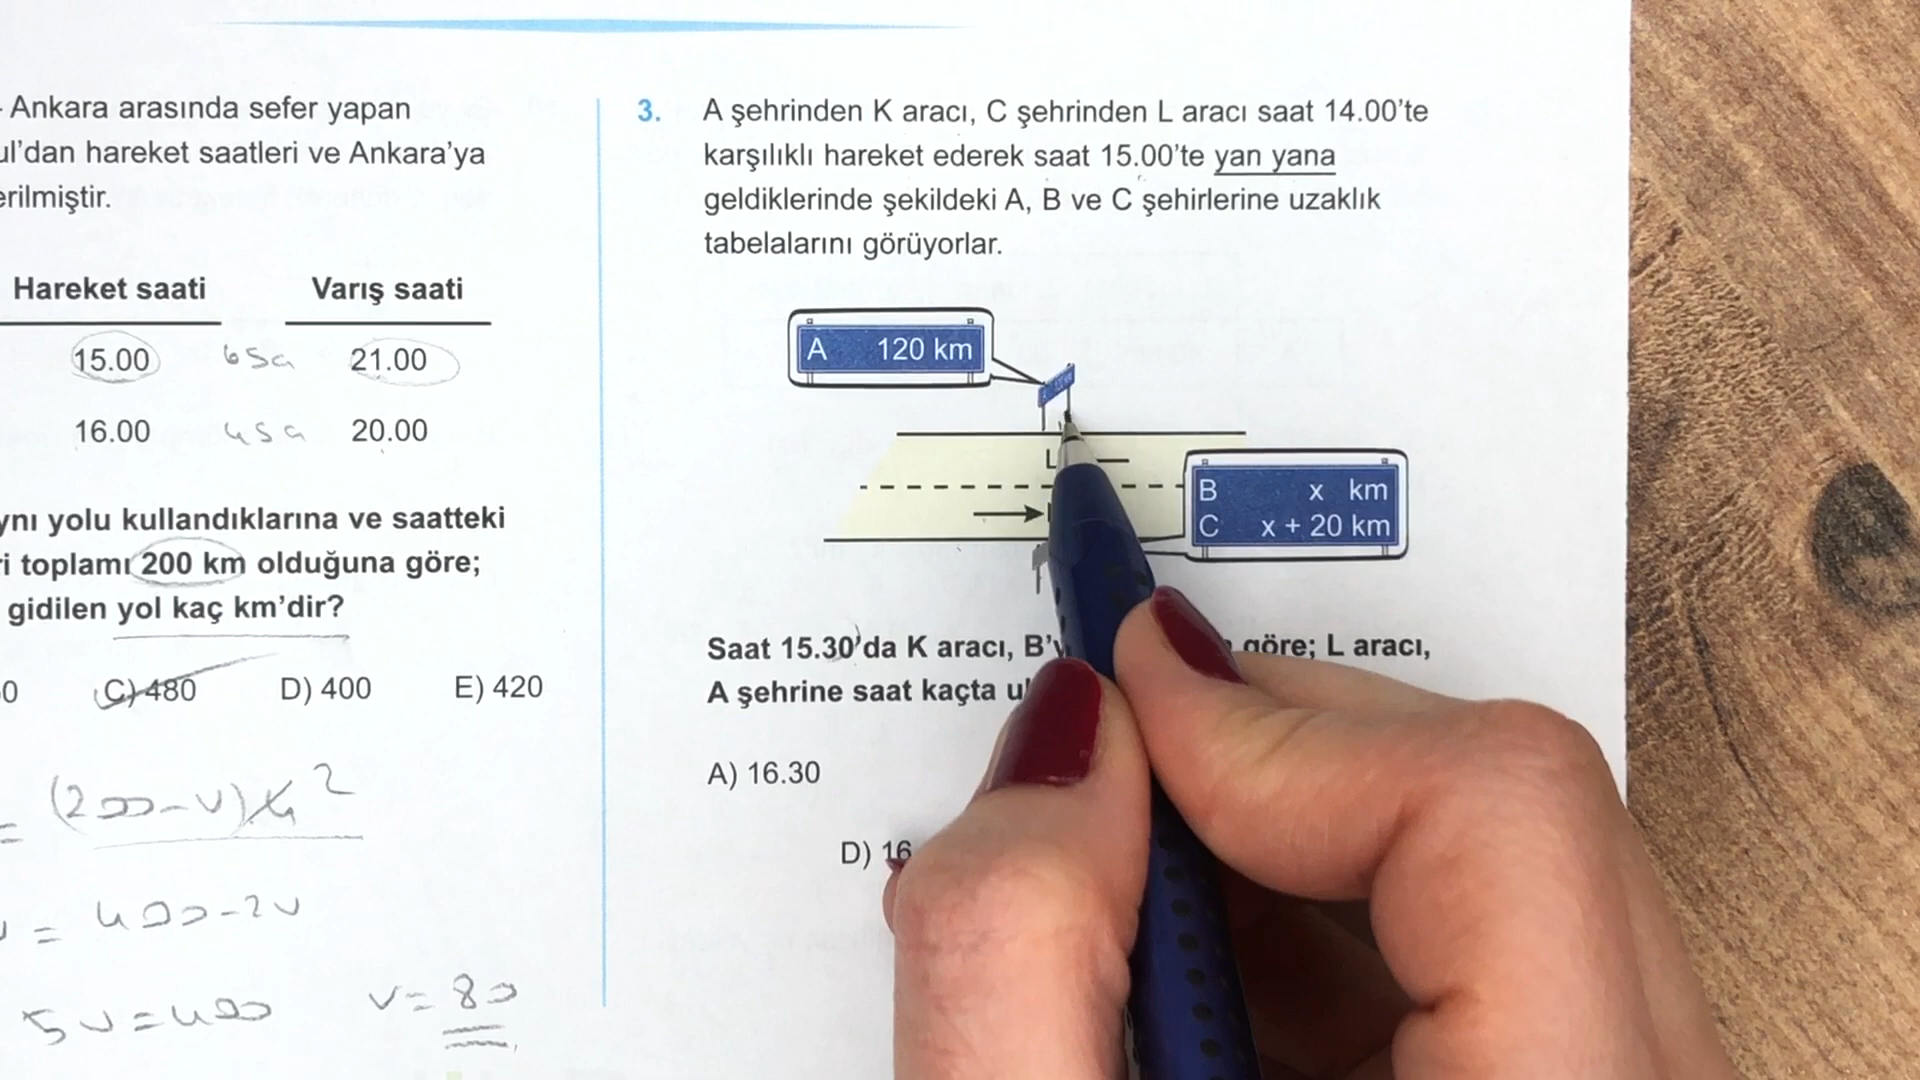 - Ankara arasında sefer yapan
ul'dan hareket saatleri ve Ankara'ya
erilmiştir.
Hareket saati Varış saati
15.00 6 sa 21.00
16.00 4 sa 20.00
ynı yolu kullandıklarına ve saatteki
i toplamı 200 km olduğuna göre;
gidilen yol kaç km'dir?
0 C) 480 D) 400 E) 420
= (200-v)4 2
= 400-2v
5v=400 v=80
3. A şehrinden K aracı, C şehrinden L aracı saat 14.00'te
karşılıklı hareket ederek saat 15.00'te yan yana
geldiklerinde şekildeki A, B ve C şehirlerine uzaklık
tabelalarını görüyorlar.
A 120 km
L
B x km
C x + 20 km
Saat 15.30'da K aracı, B'y göre; L aracı,
A şehrine saat kaçta
A) 16.30
D) 16